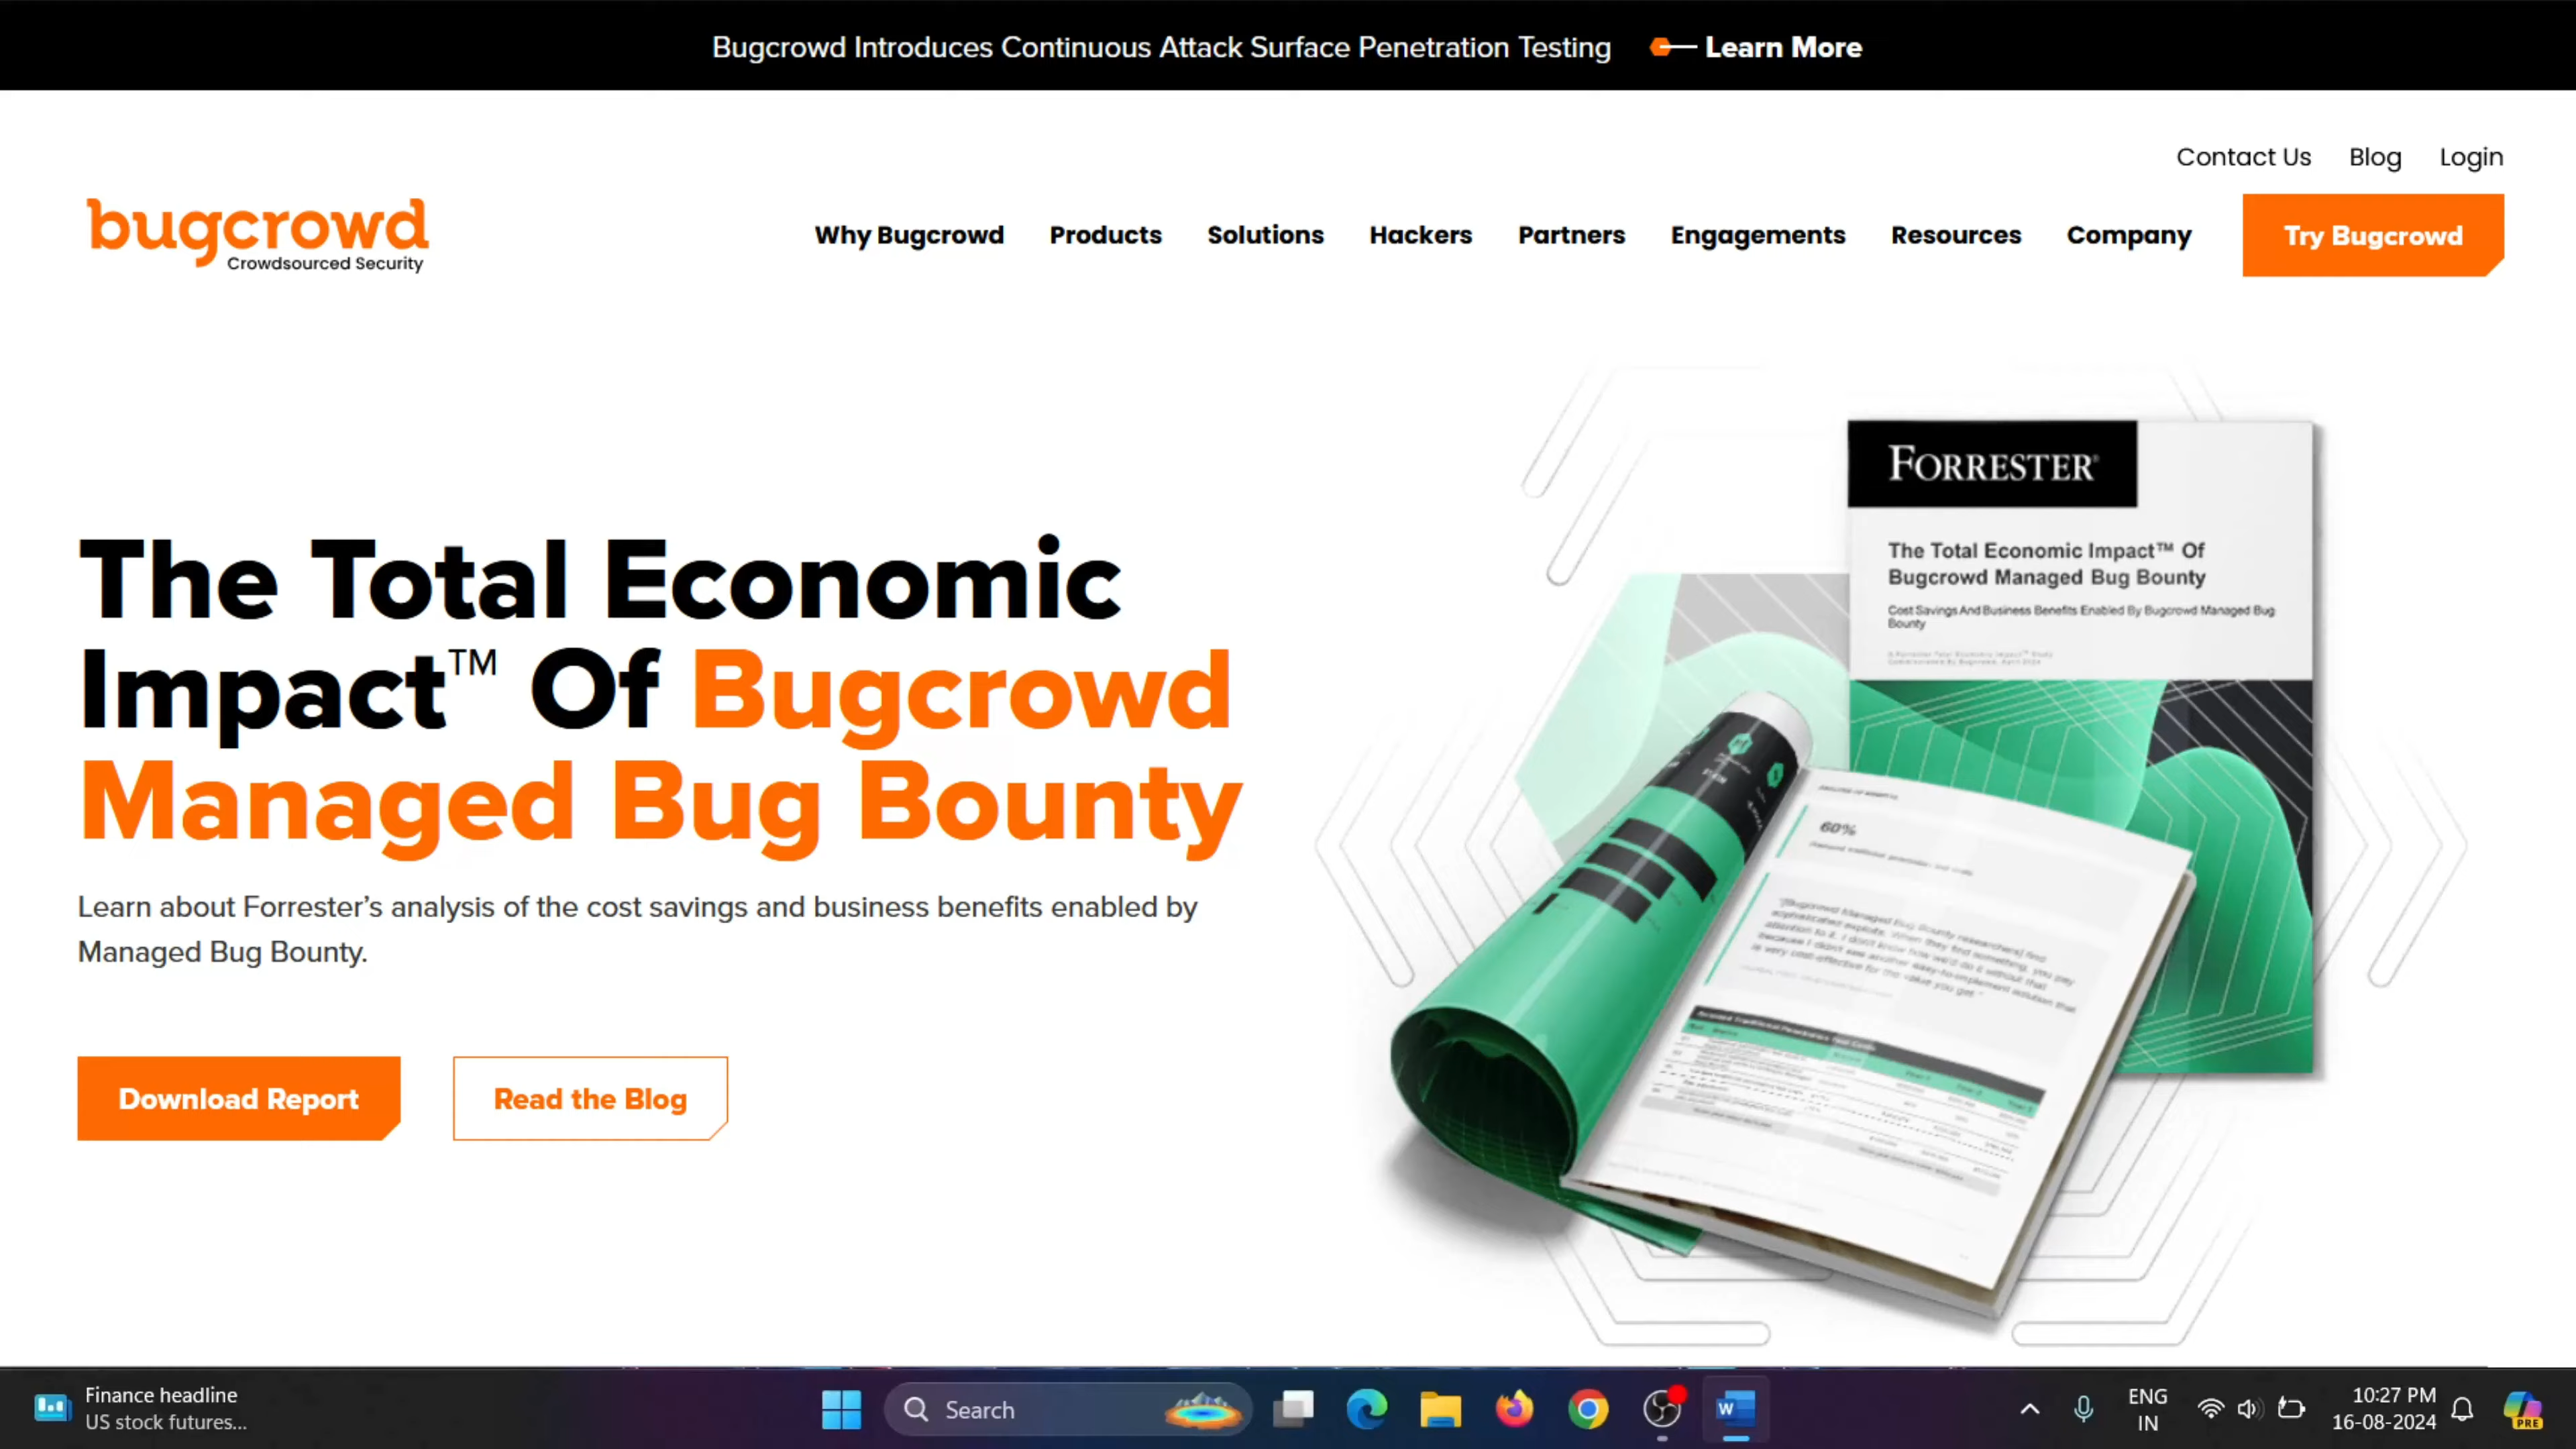 Bugcrowd Introduces Continuous Attack Surface Penetration Testing Learn More
Contact Us Blog Login
bugcrowd
Crowdsourced Security
Why Bugcrowd Products Solutions Hackers Partners Engagements Resources Company Try Bugcrowd
The Total Economic
Impact™ Of Bugcrowd
Managed Bug Bounty
Learn about Forrester’s analysis of the cost savings and business benefits enabled by
Managed Bug Bounty.
Download Report Read the Blog
FORRESTER®
The Total Economic Impact™ Of
Bugcrowd Managed Bug Bounty
Cost Savings And Business Benefits Enabled By Bugcrowd Managed Bug
Bounty
60%
Finance headline
US stock futures...
Search
W
ENG
IN
10:27 PM
16-08-2024
PRE